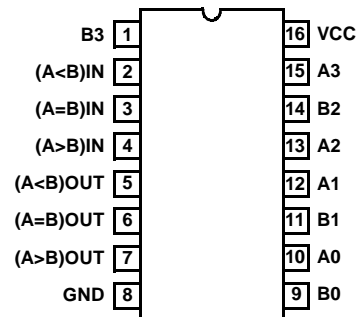 B3 1 16 VCC
(A<B)IN 2 15 A3
(A=B)IN 3 14 B2
(A>B)IN 4 13 A2
(A<B)OUT 5 12 A1
(A=B)OUT 6 11 B1
(A>B)OUT 7 10 A0
GND 8 9 B0